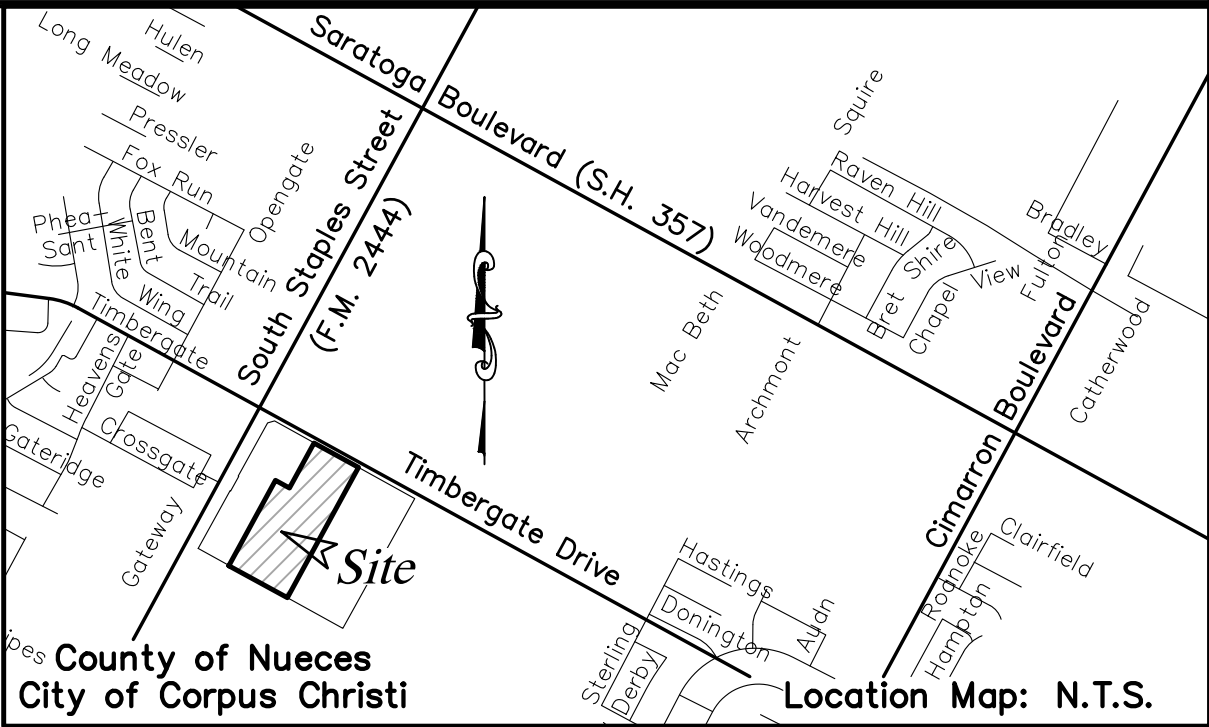 Hulen
Long Meadow
Pressler
Fox Run
Opengate
Phea-
Sant
White
Wing
Bent
Trail
Mountain
Timbergate
Heavens
Gate
Crossgate
Gateridge
Gateway
Saratoga Boulevard (S.H. 357)
South Staples Street
(F.M. 2444)
Squire
Raven Hill
Harvest Hill
Vandemere
Woodmere
Bret
Shire
Chapel
View
Fulton
Bradley
Mac Beth
Archmont
Catherwood
Cimarron Boulevard
Timbergate Drive
Site
Hastings
Donington
Audn
Sterling
Derby
Clairfield
Roanoke
Hampton
ipes
County of Nueces
City of Corpus Christi
Location Map: N.T.S.